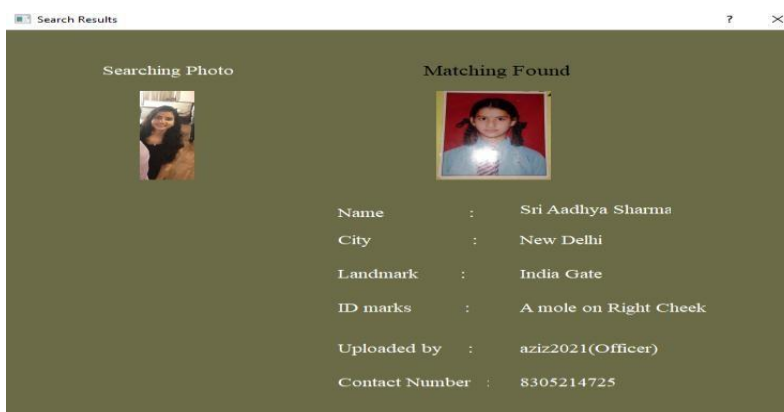 Search Results ? ×
Searching Photo
Matching Found
Name : Sri Aadhya Sharma
City : New Delhi
Landmark : India Gate
ID marks : A mole on Right Cheek
Uploaded by : aziz2021(Officer)
Contact Number : 8305214725